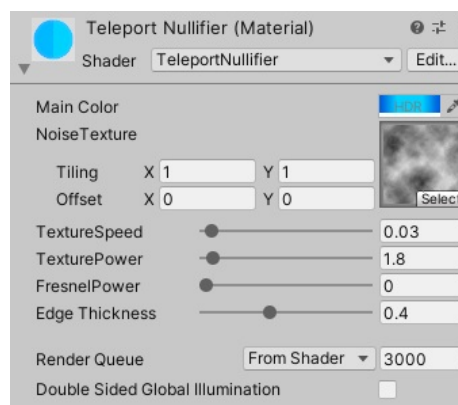 Teleport Nullifier (Material)
Shader TeleportNullifier Edit...
Main Color HDR
NoiseTexture
Tiling X 1 Y 1
Offset X 0 Y 0
Select
TextureSpeed 0.03
TexturePower 1.8
FresnelPower 0
Edge Thickness 0.4
Render Queue From Shader 3000
Double Sided Global Illumination